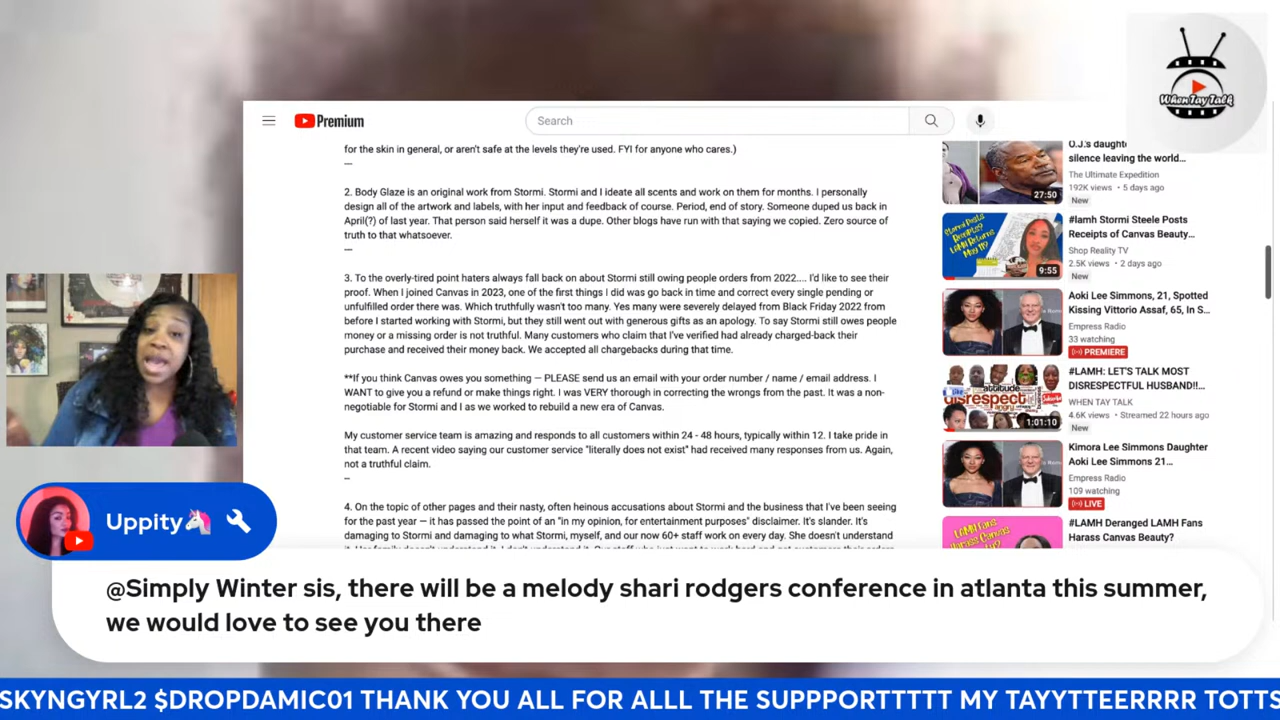 Premium
Search
When Tay Talk
for the skin in general, or aren't safe at the levels they're used. FYI for anyone who cares.)
---
2. Body Glaze is an original work from Stormi. Stormi and I ideate all scents and work on them for months. I personally
design all of the artwork and labels, with her input and feedback of course. Period, end of story. Someone duped us back in
April(?) of last year. That person said herself it was a dupe. Other blogs have run with that saying we copied. Zero source of
truth to that whatsoever.
---
3. To the overly-tired point haters always fall back on about Stormi still owing people orders from 2022.... I'd like to see their
proof. When I joined Canvas in 2023, one of the first things I did was go back in time and correct every single pending or
unfulfilled order there was. Which truthfully wasn't too many. Yes many were severely delayed from Black Friday 2022 from
before I started working with Stormi, but they still went out with generous gifts as an apology. To say Stormi still owes people
money or a missing order is not truthful. Many customers who claim that I've verified had already charged-back their
purchase and received their money back. We accepted all chargebacks during that time.
**If you think Canvas owes you something — PLEASE send us an email with your order number / name / email address. I
WANT to give you a refund or make things right. I was VERY thorough in correcting the wrongs from the past. It was a non-
negotiable for Stormi and I as we worked to rebuild a new era of Canvas.
My customer service team is amazing and responds to all customers within 24 - 48 hours, typically within 12. I take pride in
that team. A recent video saying our customer service "literally does not exist" had received many responses from us. Again,
not a truthful claim.
--
4. On the topic of other pages and their nasty, often heinous accusations about Stormi and the business that I've been seeing
for the past year — it has passed the point of an "in my opinion, for entertainment purposes" disclaimer. It's slander. It's
damaging to Stormi and damaging to what Stormi, myself, and our now 60+ staff work on every day. She doesn't understand
O.J.'s daught
silence leaving the world...
The Ultimate Expedition
192K views • 5 days ago
New
27:50
#lamh Stormi Steele Posts
Receipts of Canvas Beauty...
Shop Reality TV
2.5K views • 2 days ago
New
9:55
Aoki Lee Simmons, 21, Spotted
Kissing Vittorio Assaf, 65, In S...
Empress Radio
33 watching
PREMIERE
#LAMH: LET'S TALK MOST
DISRESPECTFUL HUSBAND!!...
WHEN TAY TALK
4.6K views • Streamed 22 hours ago
New
attitude
disrespect
1:01:10
Kimora Lee Simmons Daughter
Aoki Lee Simmons 21...
Empress Radio
109 watching
LIVE
#LAMH Deranged LAMH Fans
Harass Canvas Beauty?
LAMH Fans
Uppity
@Simply Winter sis, there will be a melody shari rodgers conference in atlanta this summer,
we would love to see you there
SKYNGYRL2 $DROPDAMIC01 THANK YOU ALL FOR ALLL THE SUPPPORTTTTT MY TAYYTTEERRRR TOTTS